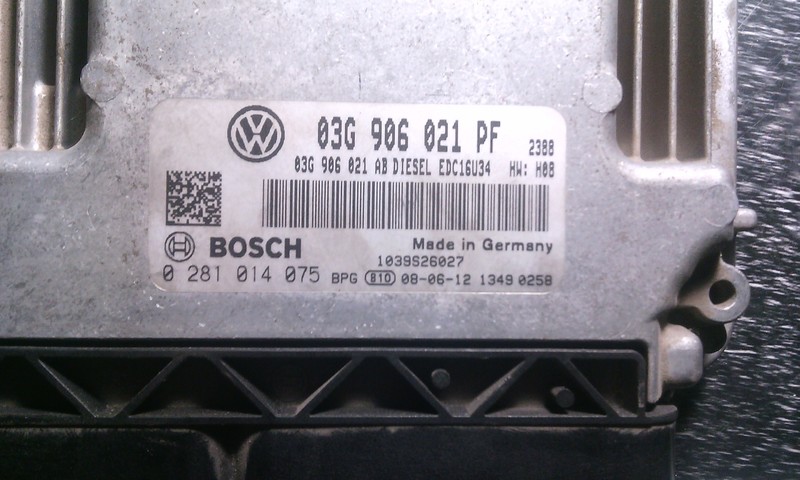 03G 906 021 PF 2388
03G 906 021 AB DIESEL EDC16U34 HW: H08
BOSCH Made in Germany
1039S26027
0 281 014 075 BPG B10 08-06-12 1349 0258